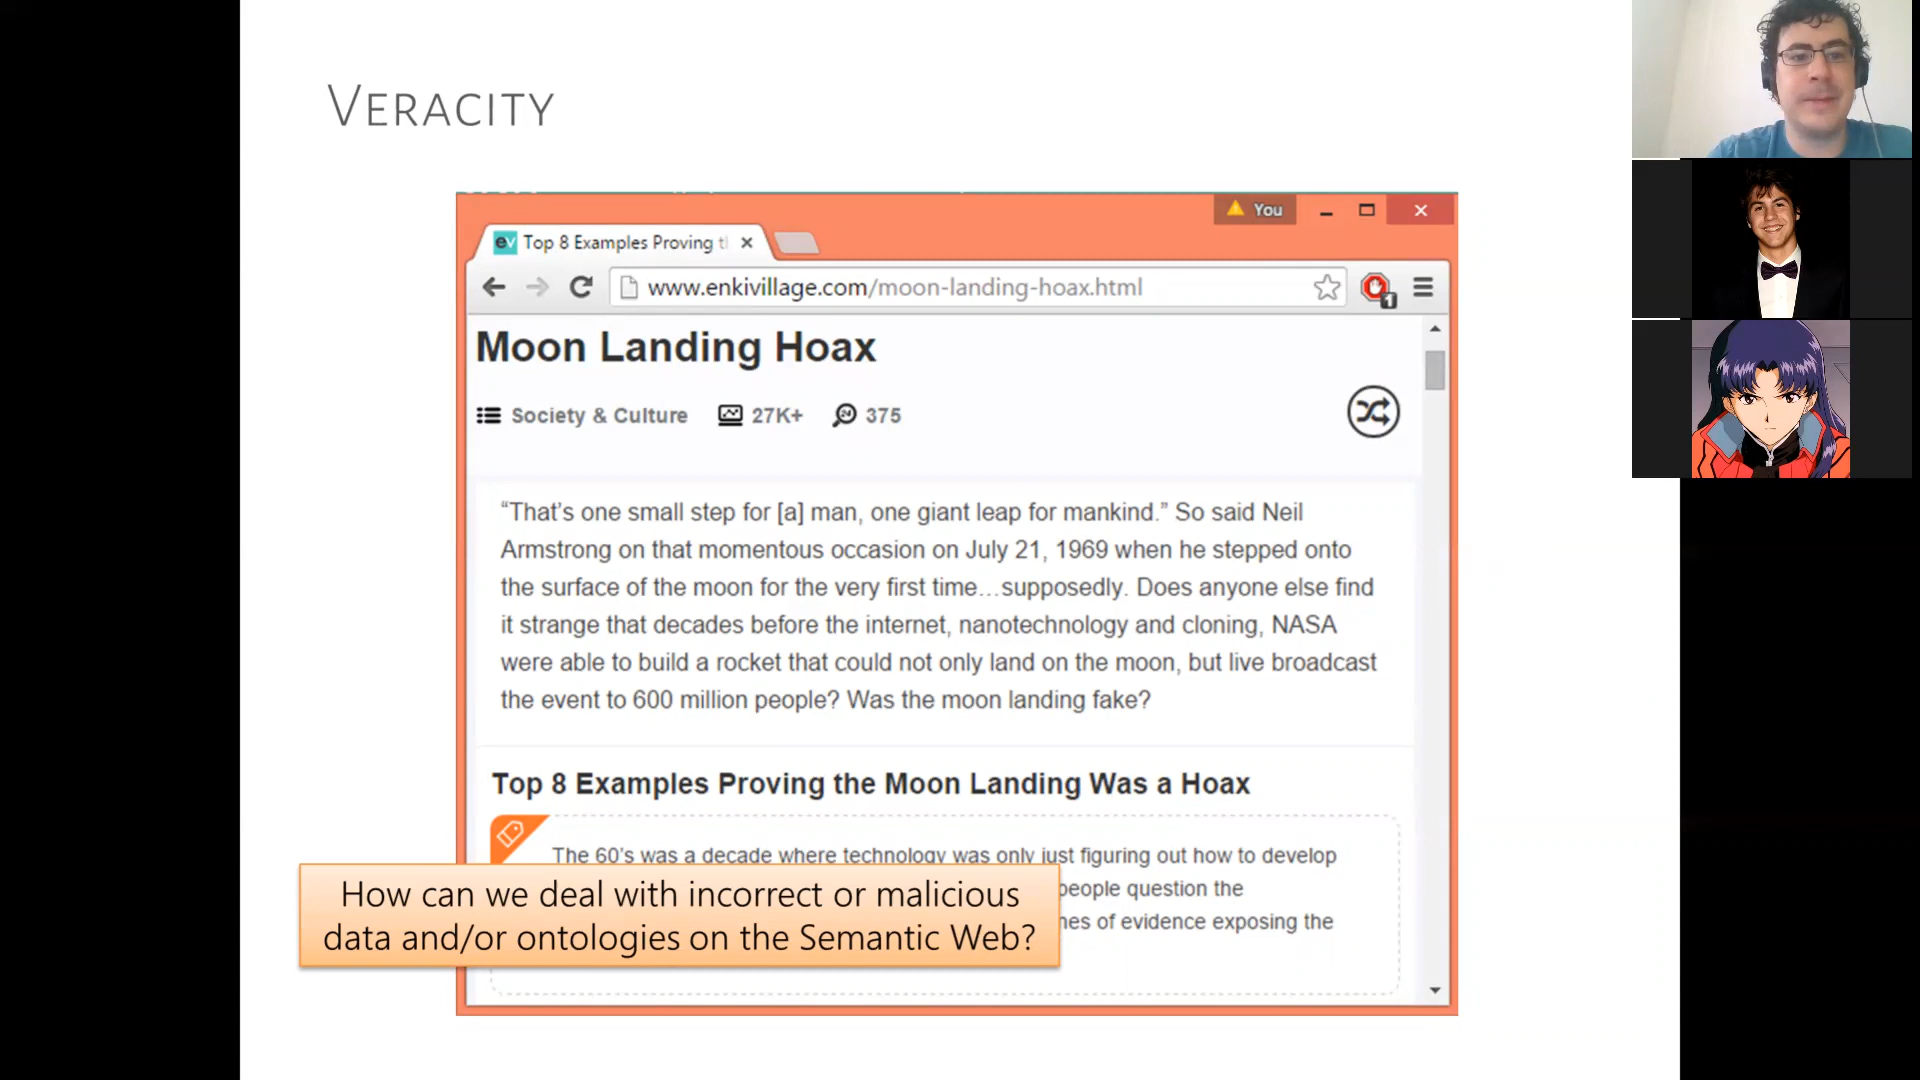 VERACITY
You
ev Top 8 Examples Proving t
www.enkivillage.com/moon-landing-hoax.html
1
Moon Landing Hoax
Society & Culture 27K+ 375
“That’s one small step for [a] man, one giant leap for mankind.” So said Neil
Armstrong on that momentous occasion on July 21, 1969 when he stepped onto
the surface of the moon for the very first time…supposedly. Does anyone else find
it strange that decades before the internet, nanotechnology and cloning, NASA
were able to build a rocket that could not only land on the moon, but live broadcast
the event to 600 million people? Was the moon landing fake?
Top 8 Examples Proving the Moon Landing Was a Hoax
The 60’s was a decade where technology was only just figuring out how to develop
people question the
of evidence exposing the
How can we deal with incorrect or malicious
data and/or ontologies on the Semantic Web?